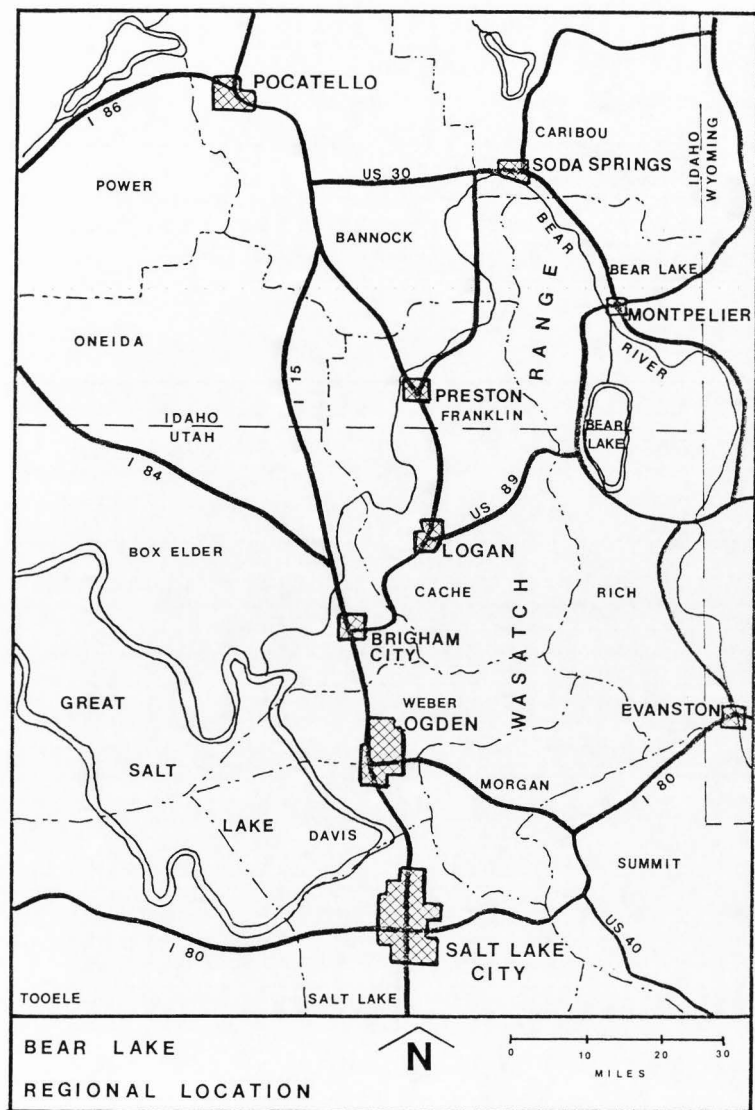 POCATELLO
I 86
CARIBOU
SODA SPRINGS
IDAHO
WYOMING
US 30
POWER
BANNOCK
BEAR
BEAR LAKE
MONTPELIER
RIVER
RANGE
ONEIDA
I 15
PRESTON
FRANKLIN
IDAHO
UTAH
BEAR
LAKE
I 84
US 89
BOX ELDER
LOGAN
CACHE
RICH
WASATCH
BRIGHAM
CITY
GREAT
SALT
LAKE
WEBER
OGDEN
EVANSTON
MORGAN
I 80
DAVIS
SUMMIT
I 80
US 40
SALT LAKE
CITY
TOOELE
SALT LAKE
BEAR LAKE
REGIONAL LOCATION
N
0 10 20 30
MILES